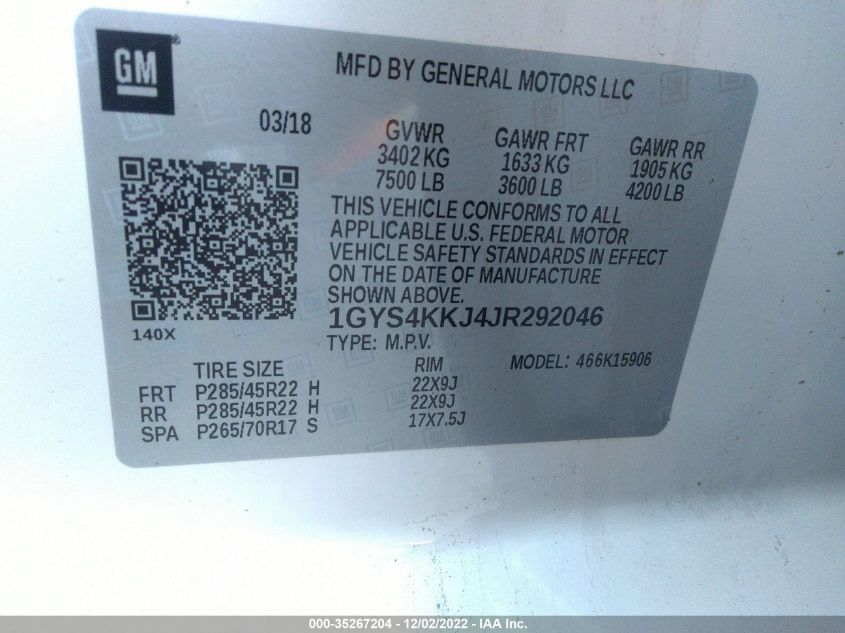 GM
MFD BY GENERAL MOTORS LLC
03/18
GVWR
3402 KG
7500 LB
GAWR FRT
1633 KG
3600 LB
GAWR RR
1905 KG
4200 LB
THIS VEHICLE CONFORMS TO ALL
APPLICABLE U.S. FEDERAL MOTOR
VEHICLE SAFETY STANDARDS IN EFFECT
ON THE DATE OF MANUFACTURE
SHOWN ABOVE.
1GYS4KKJ4JR292046
140X
TYPE: M.P.V.
MODEL: 466K15906
TIRE SIZE RIM
FRT P285/45R22 H 22X9J
RR P285/45R22 H 22X9J
SPA P265/70R17 S 17X7.5J
000-35267204 - 12/02/2022 - IAA Inc.